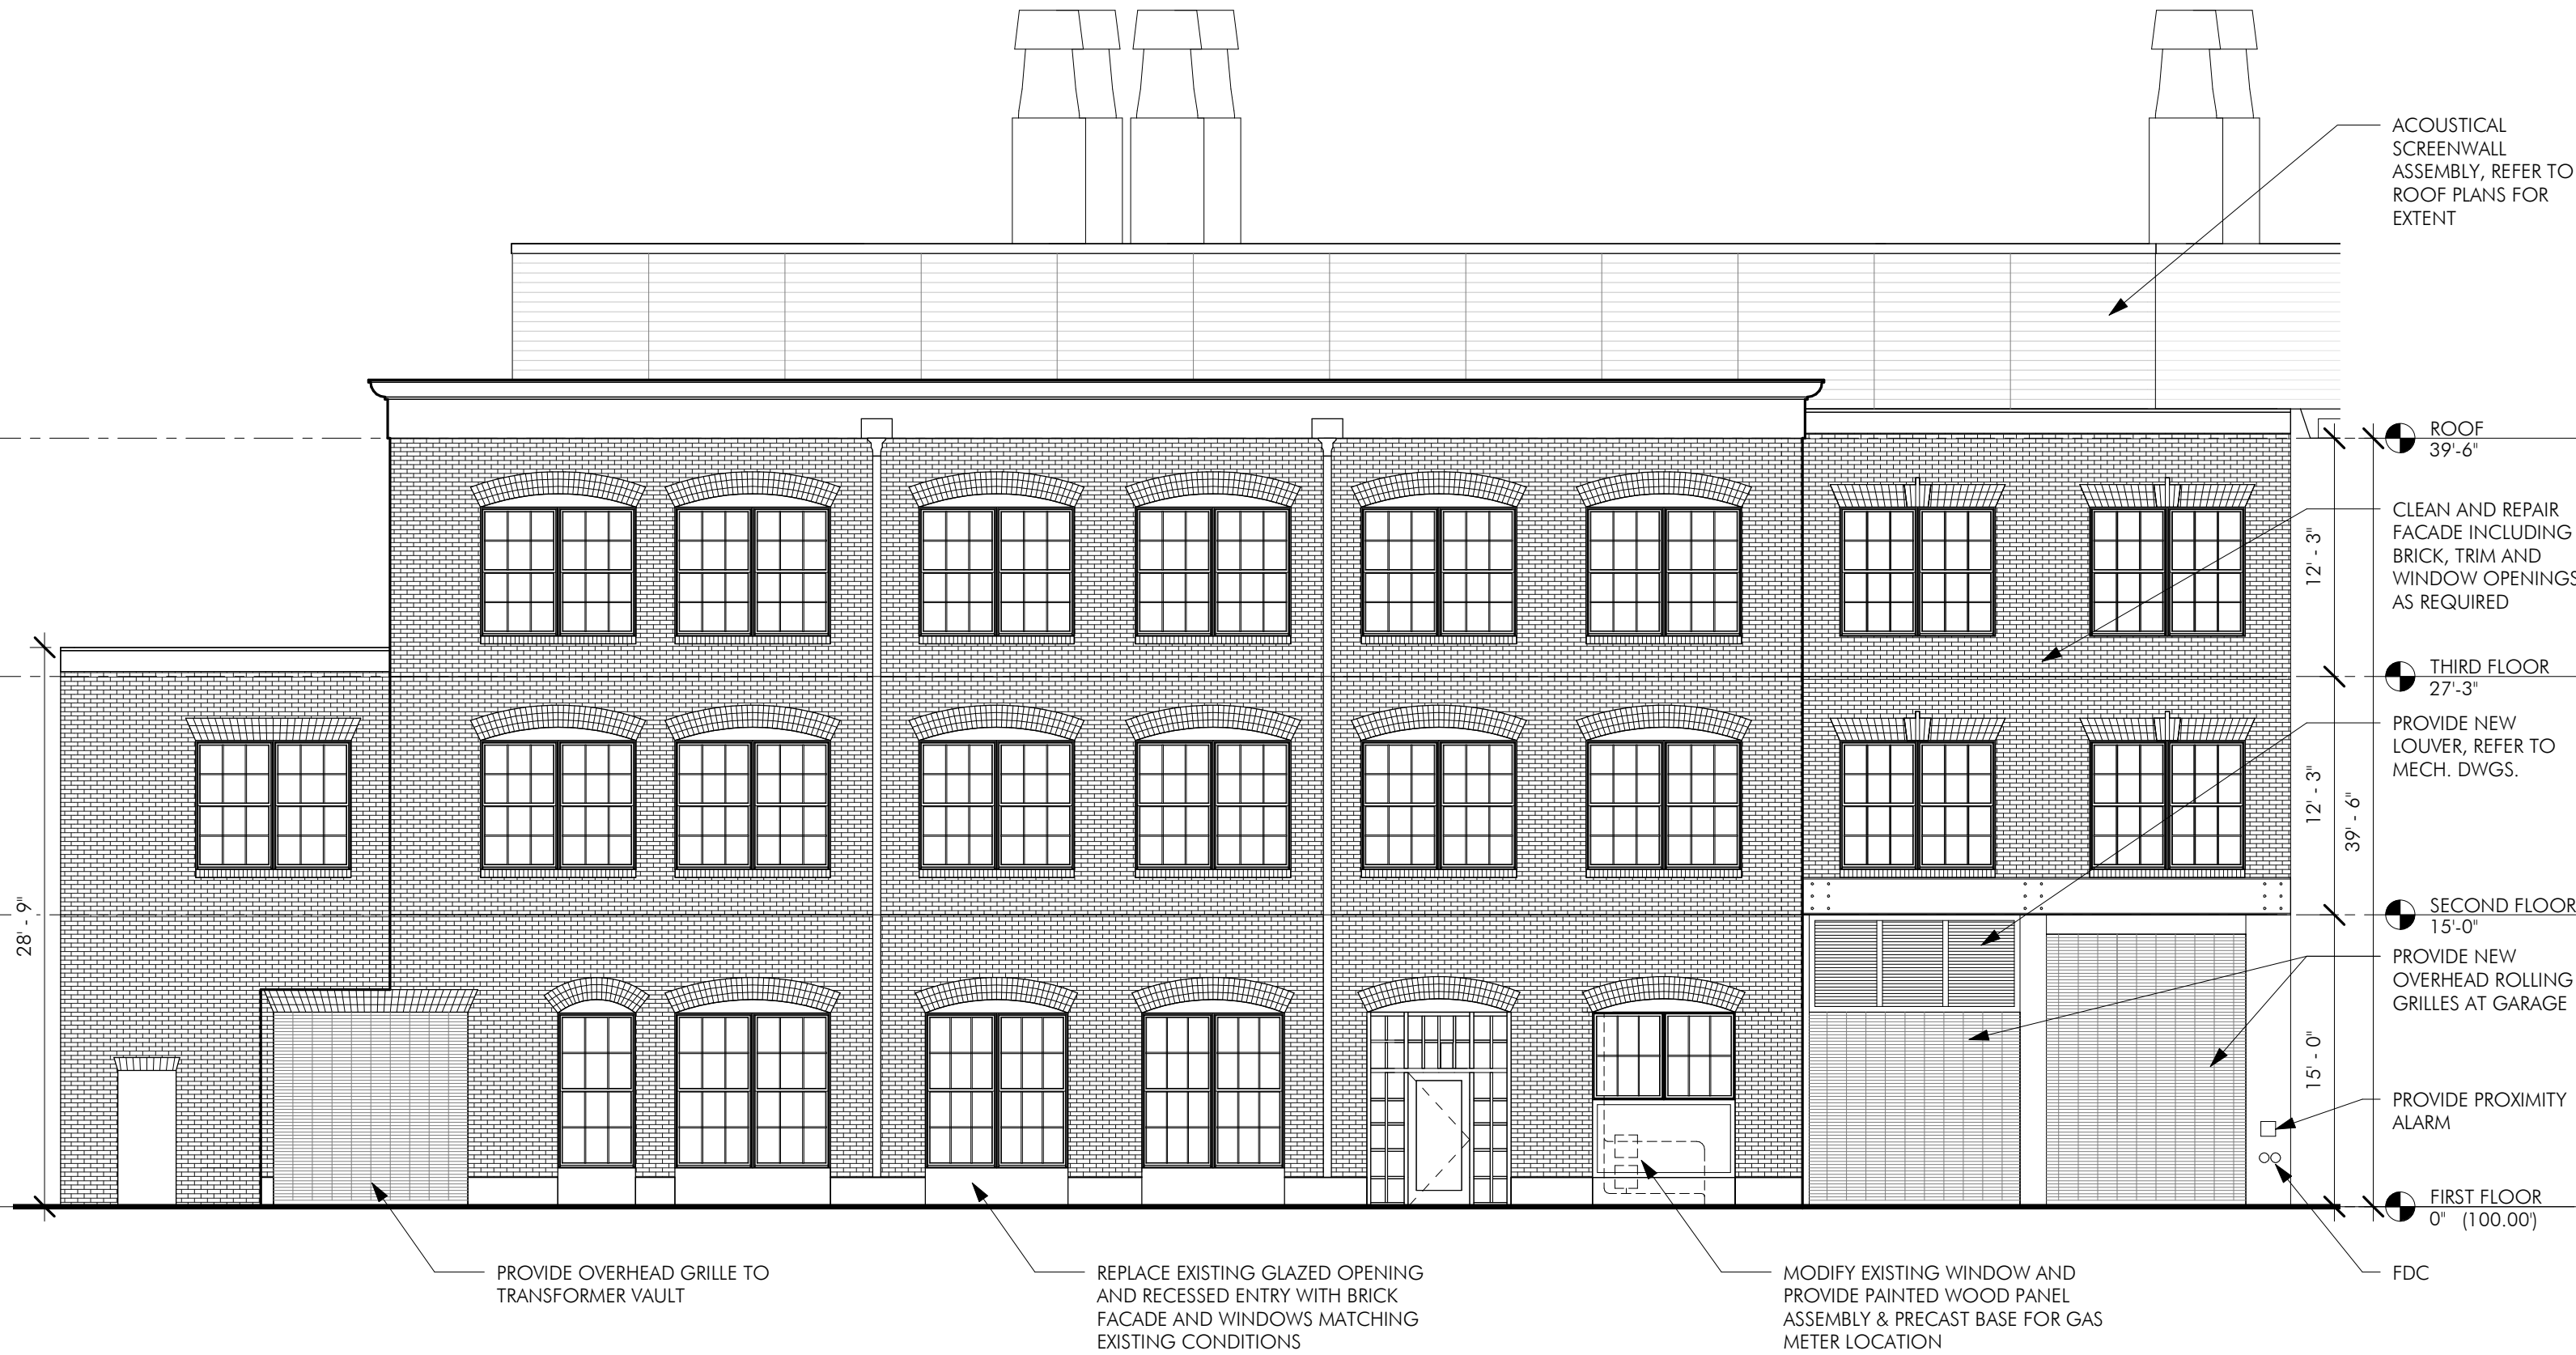 ACOUSTICAL
SCREENWALL
ASSEMBLY, REFER TO
ROOF PLANS FOR
EXTENT
ROOF
39'-6"
CLEAN AND REPAIR
FACADE INCLUDING
BRICK, TRIM AND
WINDOW OPENINGS
AS REQUIRED
12' - 3"
THIRD FLOOR
27'-3"
PROVIDE NEW
LOUVER, REFER TO
MECH. DWGS.
12' - 3"
39' - 6"
28' - 9"
SECOND FLOOR
15'-0"
PROVIDE NEW
OVERHEAD ROLLING
GRILLES AT GARAGE
15' - 0"
PROVIDE PROXIMITY
ALARM
FIRST FLOOR
0" (100.00')
FDC
PROVIDE OVERHEAD GRILLE TO
TRANSFORMER VAULT
REPLACE EXISTING GLAZED OPENING
AND RECESSED ENTRY WITH BRICK
FACADE AND WINDOWS MATCHING
EXISTING CONDITIONS
MODIFY EXISTING WINDOW AND
PROVIDE PAINTED WOOD PANEL
ASSEMBLY & PRECAST BASE FOR GAS
METER LOCATION